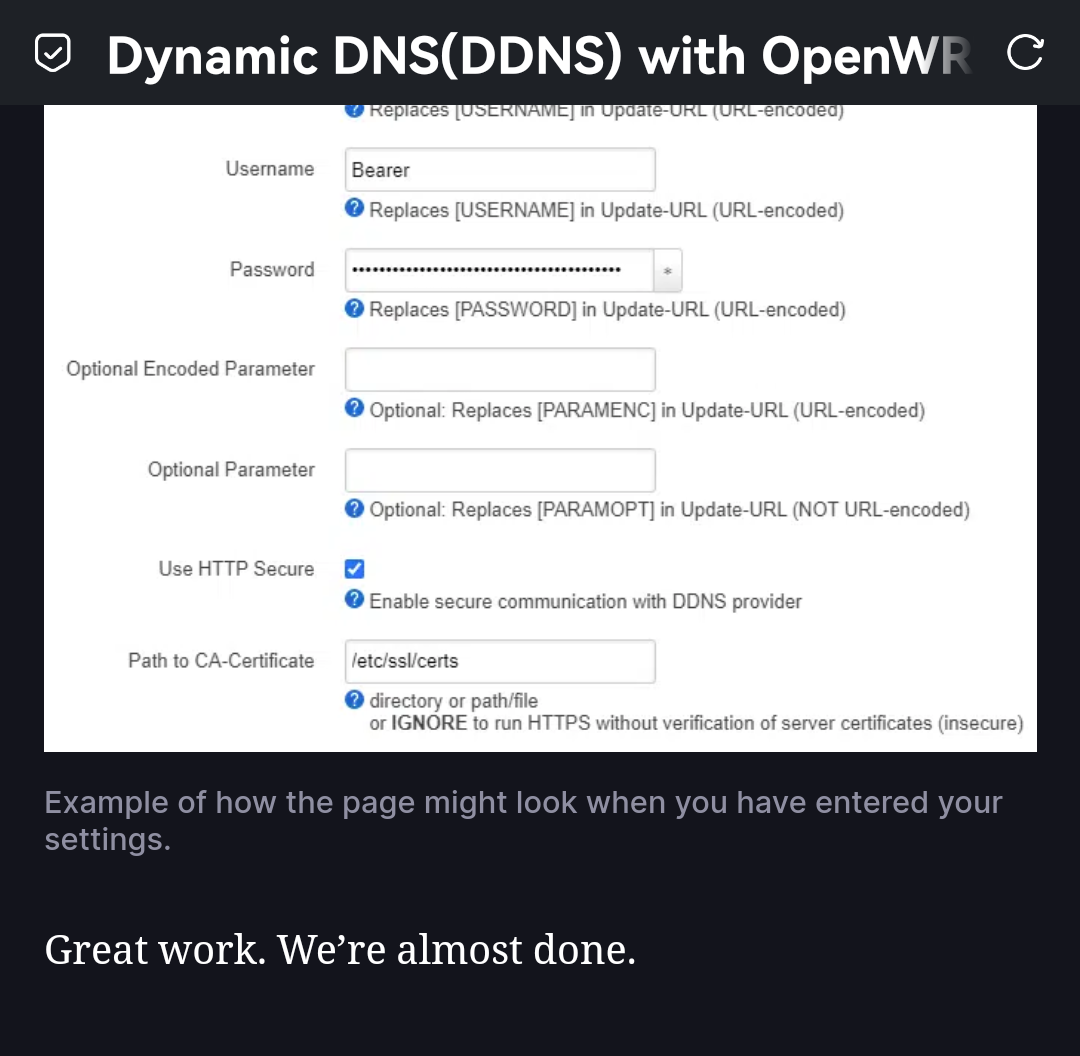 Dynamic DNS(DDNS) with OpenWR
Replaces [USERNAME] in Update-URL (URL-encoded)
Username
Bearer
Replaces [USERNAME] in Update-URL (URL-encoded)
Password
••••••••••••••••••••••••••••••••••••••••
*
Replaces [PASSWORD] in Update-URL (URL-encoded)
Optional Encoded Parameter
Optional: Replaces [PARAMENC] in Update-URL (URL-encoded)
Optional Parameter
Optional: Replaces [PARAMOPT] in Update-URL (NOT URL-encoded)
Use HTTP Secure
Enable secure communication with DDNS provider
Path to CA-Certificate
/etc/ssl/certs
directory or path/file
or IGNORE to run HTTPS without verification of server certificates (insecure)
Example of how the page might look when you have entered your
settings.
Great work. We’re almost done.